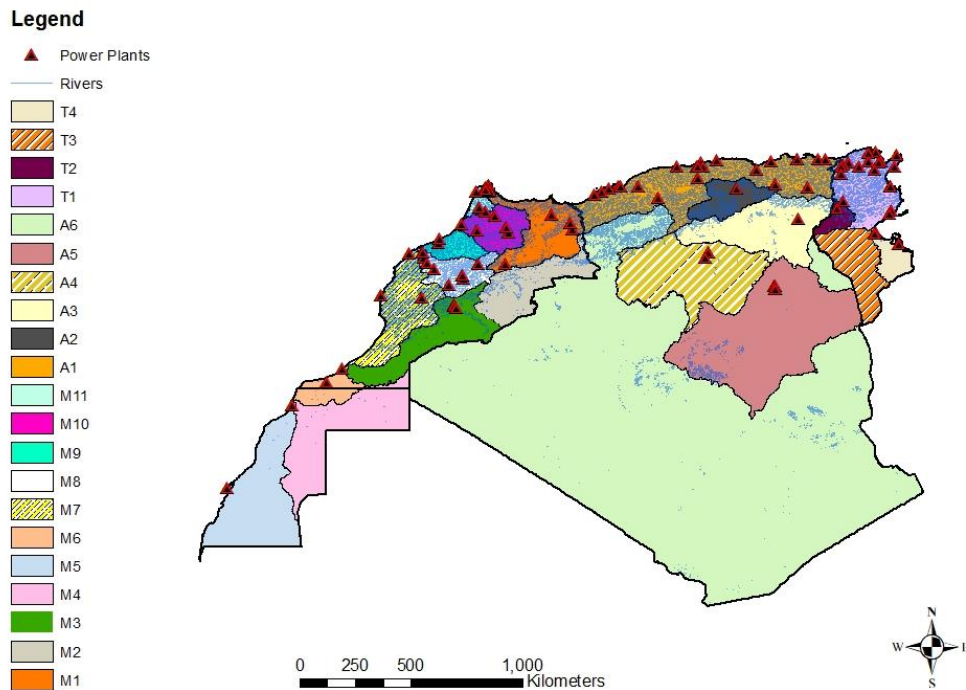 Legend
Power Plants
Rivers
T4
T3
T2
T1
A6
A5
A4
A3
A2
A1
M11
M10
M9
M8
M7
M6
M5
M4
M3
M2
M1
0 250 500 1,000
Kilometers
N
W
E
S